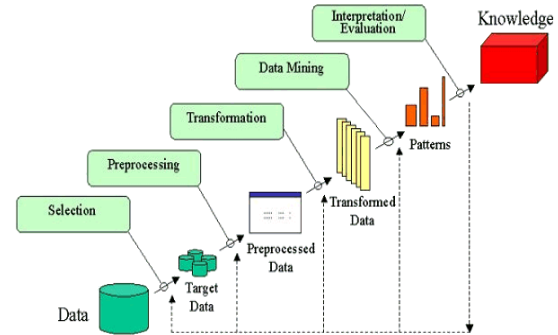 Interpretation/
Evaluation
Knowledge
Data Mining
Transformation
Patterns
Preprocessing
Transformed
Data
Selection
Preprocessed
Data
Target
Data
Data